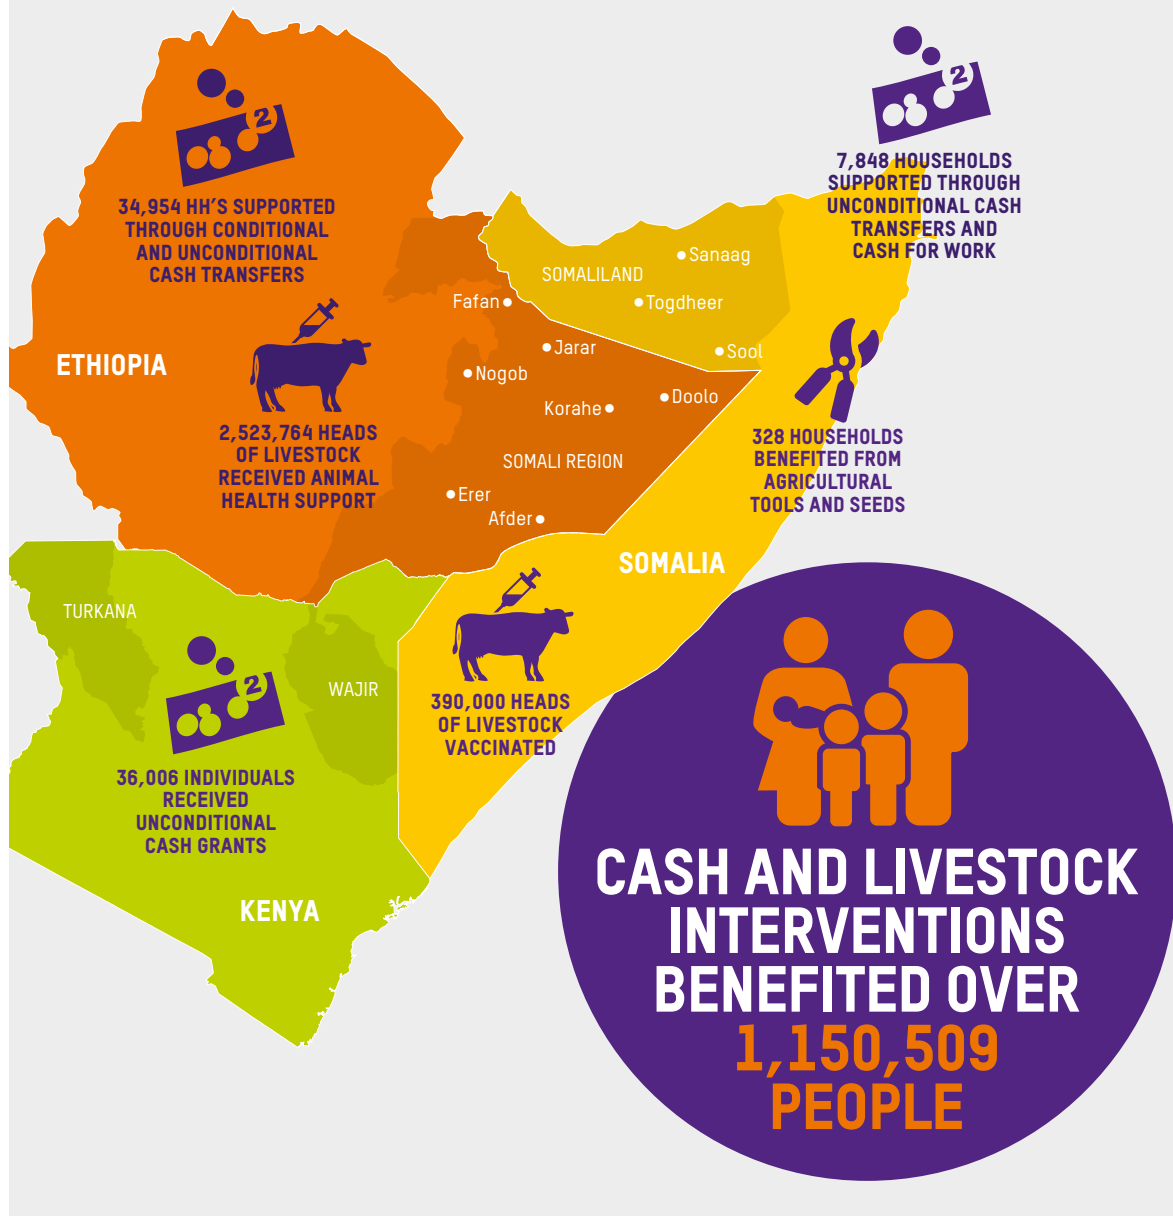 2
34,954 HH'S SUPPORTED
THROUGH CONDITIONAL
AND UNCONDITIONAL
CASH TRANSFERS
2
7,848 HOUSEHOLDS
SUPPORTED THROUGH
UNCONDITIONAL CASH
TRANSFERS AND
CASH FOR WORK
SOMALILAND
Sanaag
Togdheer
Sool
Fafan
Jarar
Nogob
Doolo
Korahe
SOMALI REGION
Erer
Afder
ETHIOPIA
2,523,764 HEADS
OF LIVESTOCK
RECEIVED ANIMAL
HEALTH SUPPORT
328 HOUSEHOLDS
BENEFITED FROM
AGRICULTURAL
TOOLS AND SEEDS
SOMALIA
390,000 HEADS
OF LIVESTOCK
VACCINATED
TURKANA
WAJIR
2
36,006 INDIVIDUALS
RECEIVED
UNCONDITIONAL
CASH GRANTS
KENYA
CASH AND LIVESTOCK
INTERVENTIONS
BENEFITED OVER
1,150,509
PEOPLE